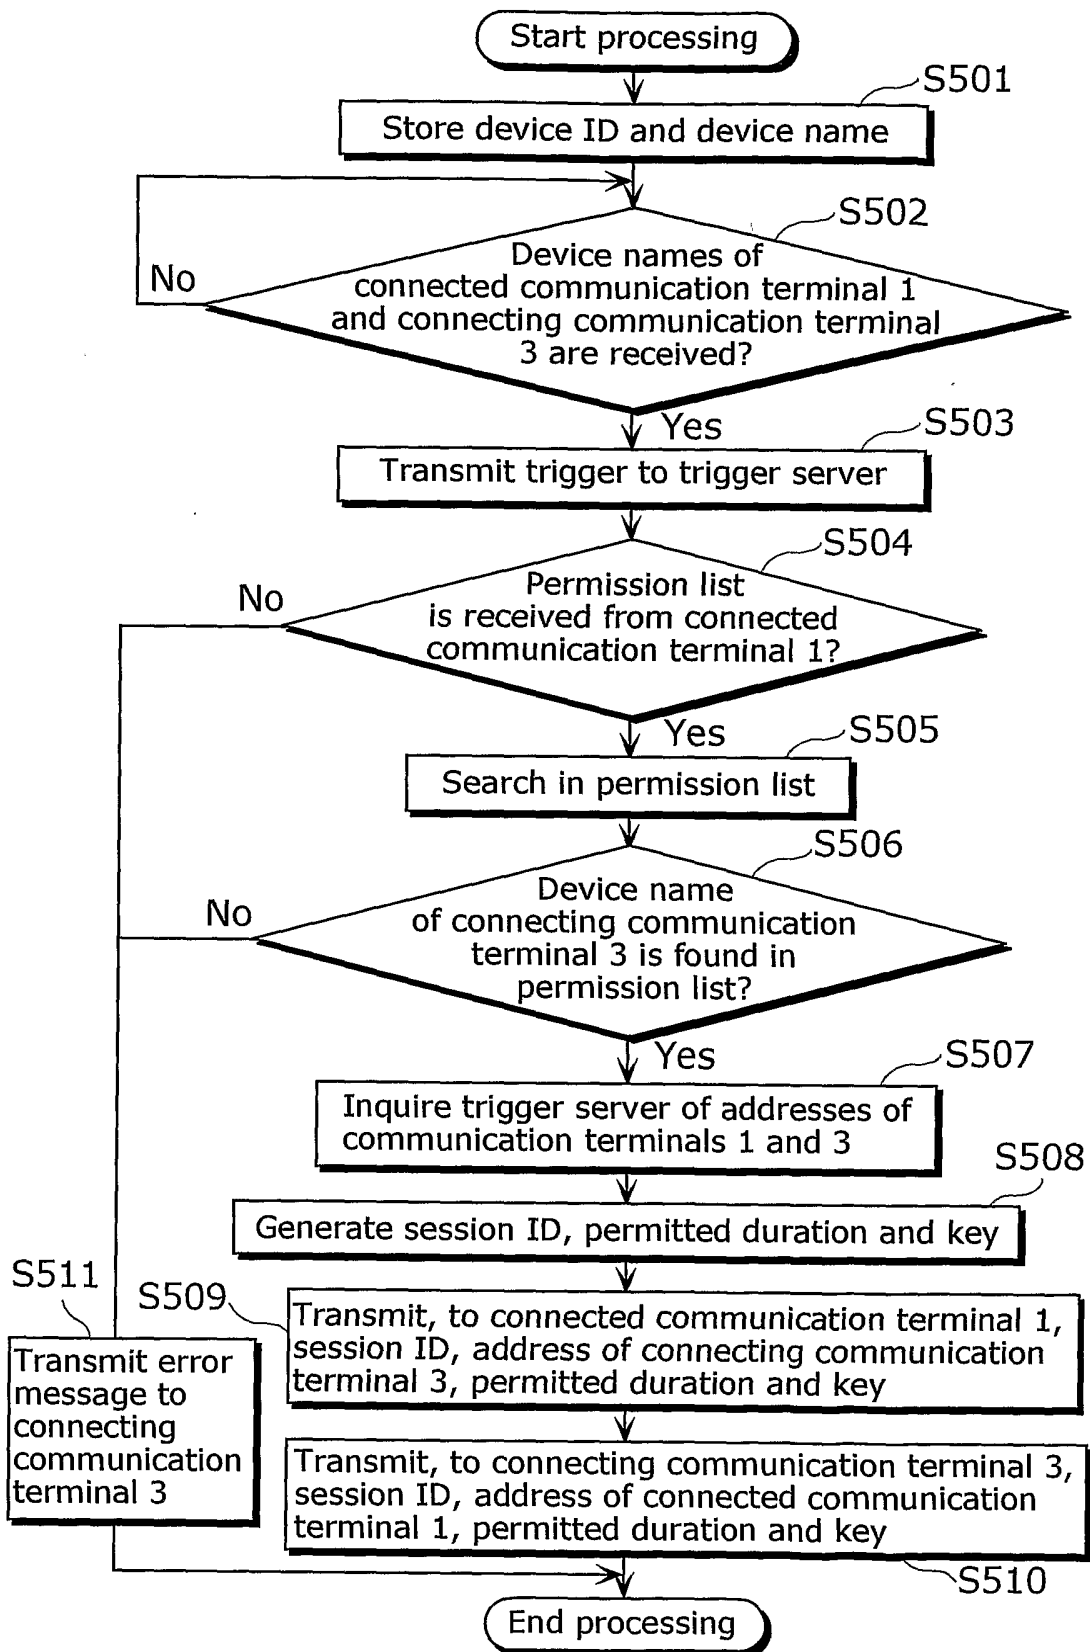 Start processing
S501
Store device ID and device name
S502
Device names of
connected communication terminal 1
and connecting communication terminal
3 are received?
No
Yes
S503
Transmit trigger to trigger server
S504
Permission list
is received from connected
communication terminal 1?
No
Yes
S505
Search in permission list
S506
Device name
of connecting communication
terminal 3 is found in
permission list?
No
Yes
S507
Inquire trigger server of addresses of
communication terminals 1 and 3
S508
Generate session ID, permitted duration and key
S509
Transmit, to connected communication terminal 1,
session ID, address of connecting communication
terminal 3, permitted duration and key
S511
Transmit error
message to
connecting
communication
terminal 3
Transmit, to connecting communication terminal 3,
session ID, address of connected communication
terminal 1, permitted duration and key
S510
End processing